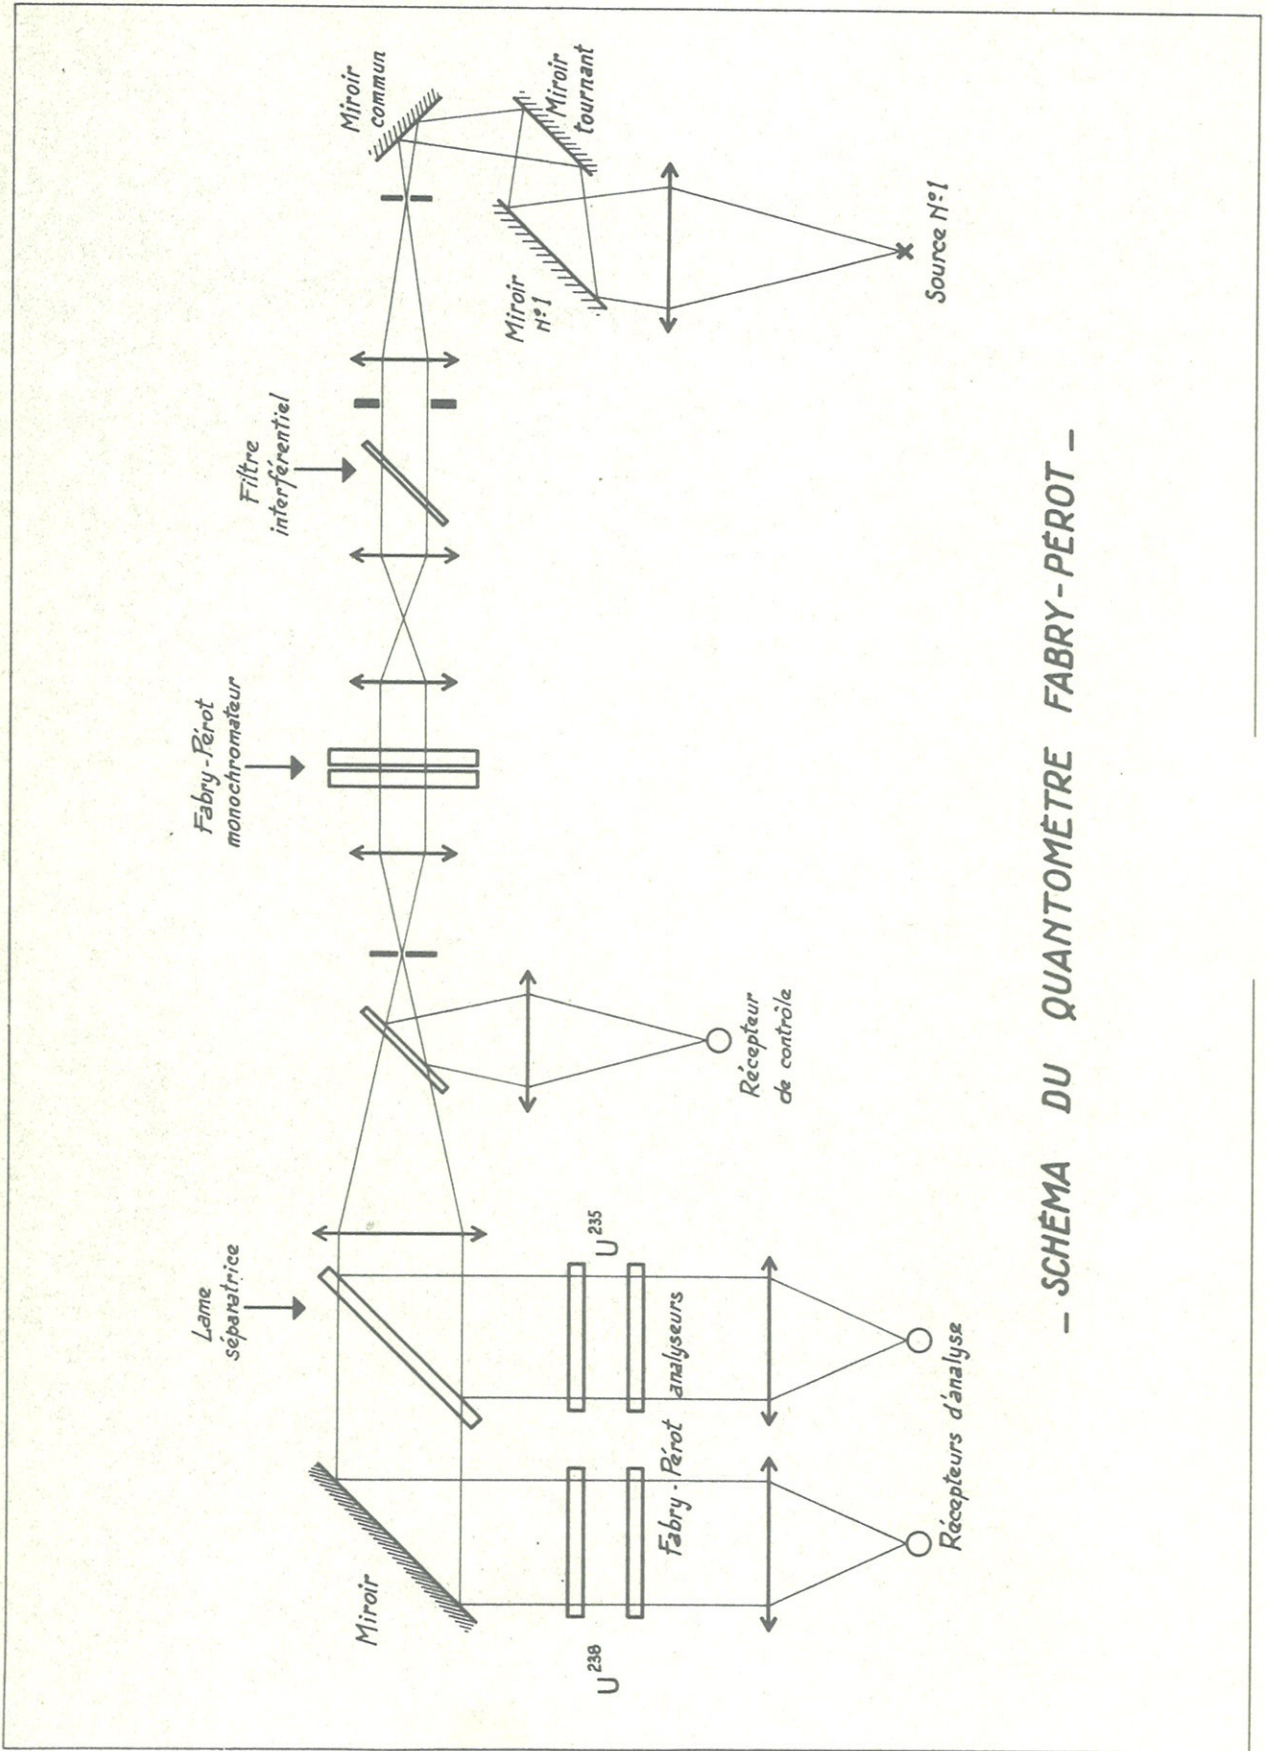 Miroir
commun
Miroir
tournant
Miroir
N°1
Source N°1
Filtre
interférentiel
Fabry-Pérot
monochromateur
Récepteur
de contrôle
Lame
séparatrice
Miroir
U²³⁵
U²³⁸
Fabry-Pérot analyseurs
Récepteurs d'analyse
– SCHÉMA DU QUANTOMÈTRE FABRY-PÉROT –